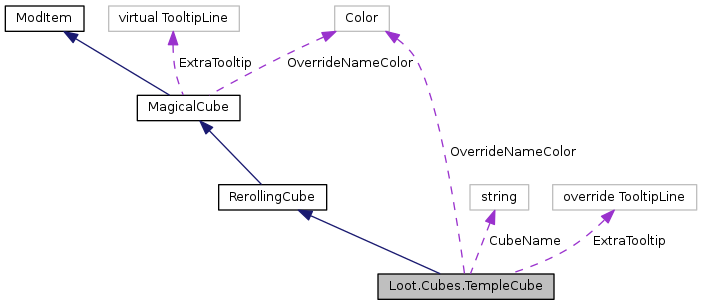 ModItem
virtual TooltipLine
Color
ExtraTooltip
OverrideNameColor
MagicalCube
OverrideNameColor
RerollingCube
string
override TooltipLine
CubeName
ExtraTooltip
Loot.Cubes.TempleCube